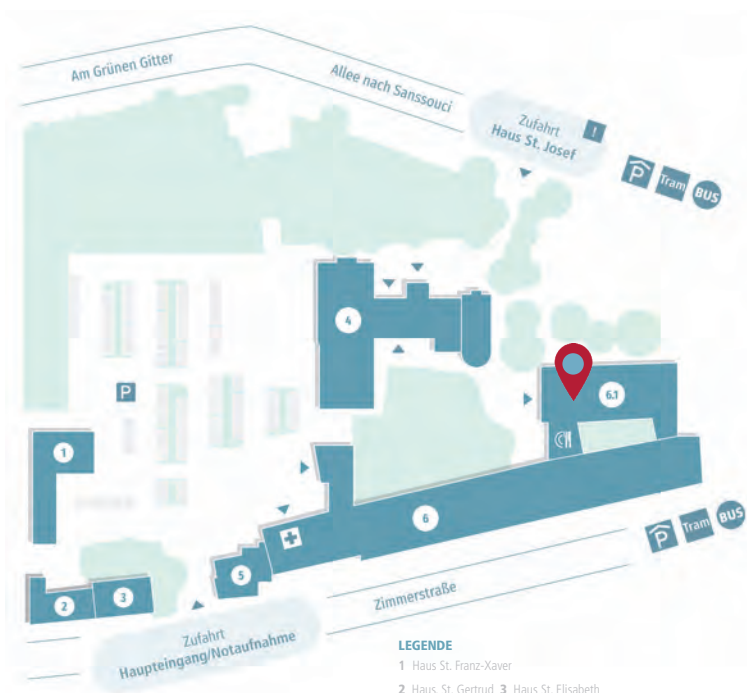 Am Grünen Gitter
Allee nach Sanssouci
Zufahrt
Haus St. Josef
!
P
Tram
BUS
4
P
6.1
1
6
P
Tram
BUS
5
3
2
Zimmerstraße
Zufahrt
Haupteingang/Notaufnahme
LEGENDE
1 Haus St. Franz-Xaver
2 Haus St. Gertrud 3 Haus St. Elisabeth